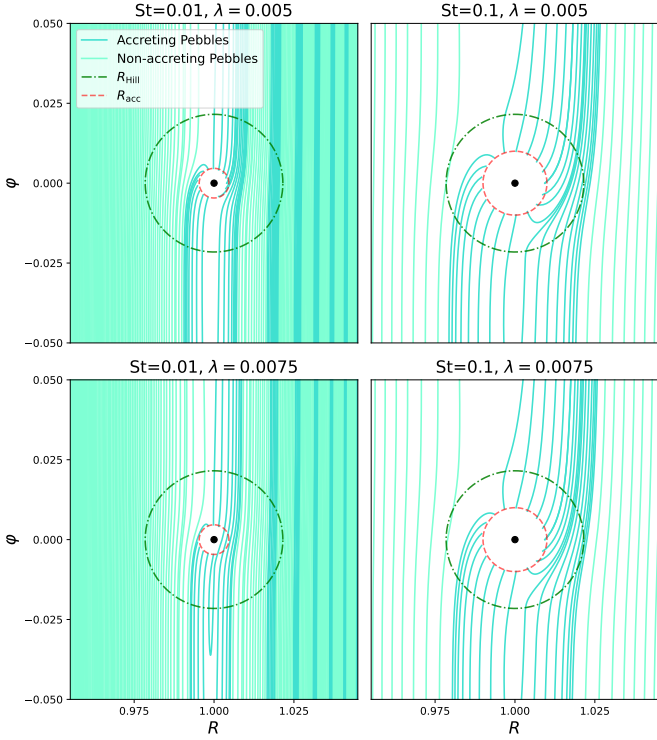 St=0.01, λ = 0.005
St=0.1, λ = 0.005
Accreting Pebbles
Non-accreting Pebbles
R_Hill
R_acc
0.050
0.025
0.000
−0.025
−0.050
φ
St=0.01, λ = 0.0075
St=0.1, λ = 0.0075
0.050
0.025
0.000
−0.025
−0.050
φ
0.975
1.000
1.025
0.975
1.000
1.025
R
R